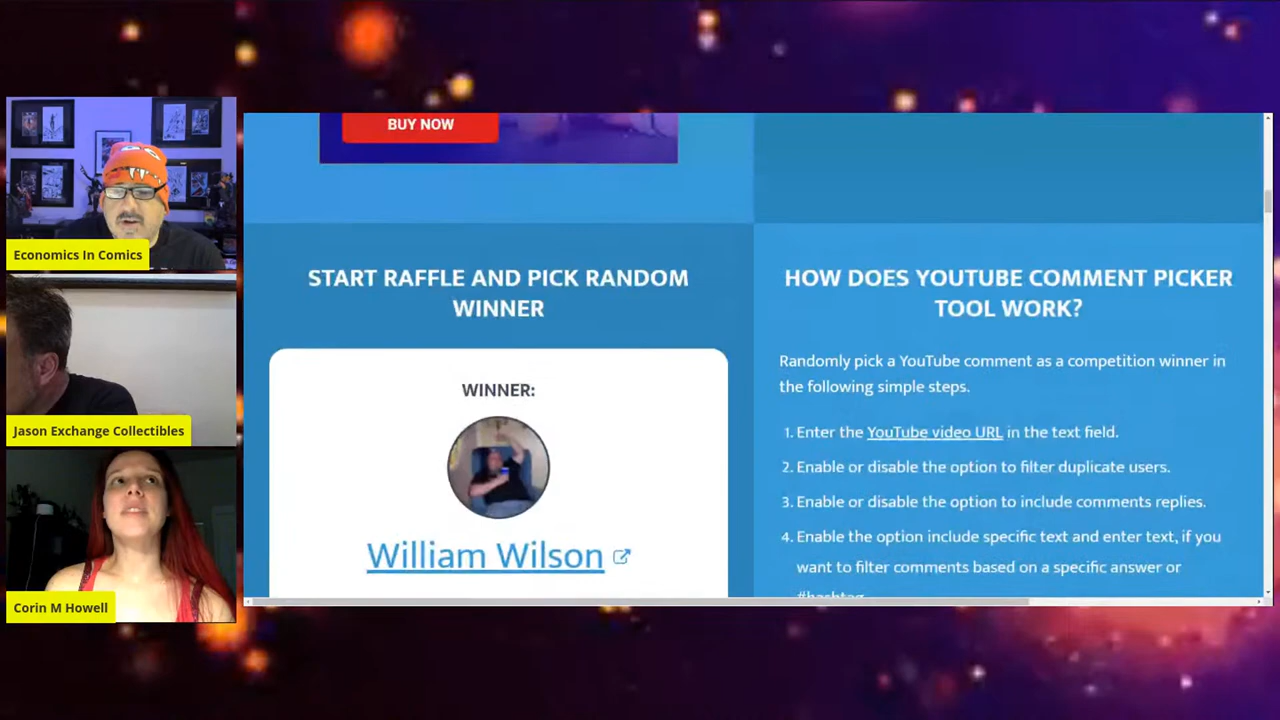 Economics In Comics
Jason Exchange Collectibles
Corin M Howell
BUY NOW
START RAFFLE AND PICK RANDOM
WINNER
WINNER:
William Wilson
HOW DOES YOUTUBE COMMENT PICKER
TOOL WORK?
Randomly pick a YouTube comment as a competition winner in
the following simple steps.
1. Enter the YouTube video URL in the text field.
2. Enable or disable the option to filter duplicate users.
3. Enable or disable the option to include comments replies.
4. Enable the option include specific text and enter text, if you
want to filter comments based on a specific answer or
#hashtag